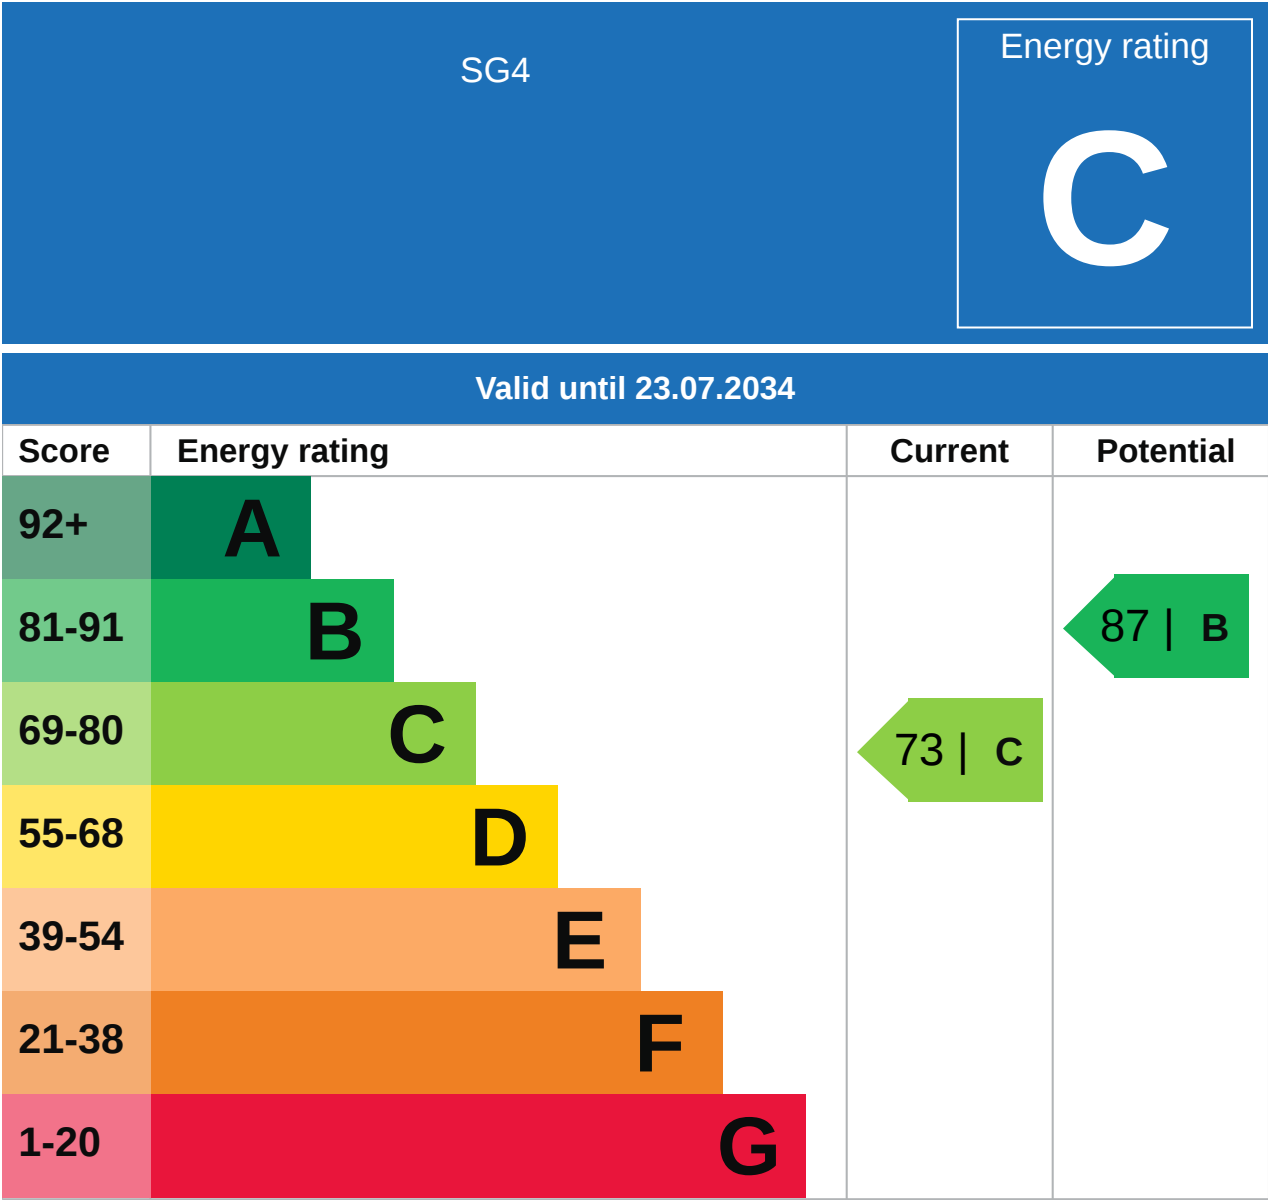 SG4
Energy rating
C
Valid until 23.07.2034
Score Energy rating Current Potential
92+ A
81-91 B 87 | B
69-80 C 73 | C
55-68 D
39-54 E
21-38 F
1-20 G